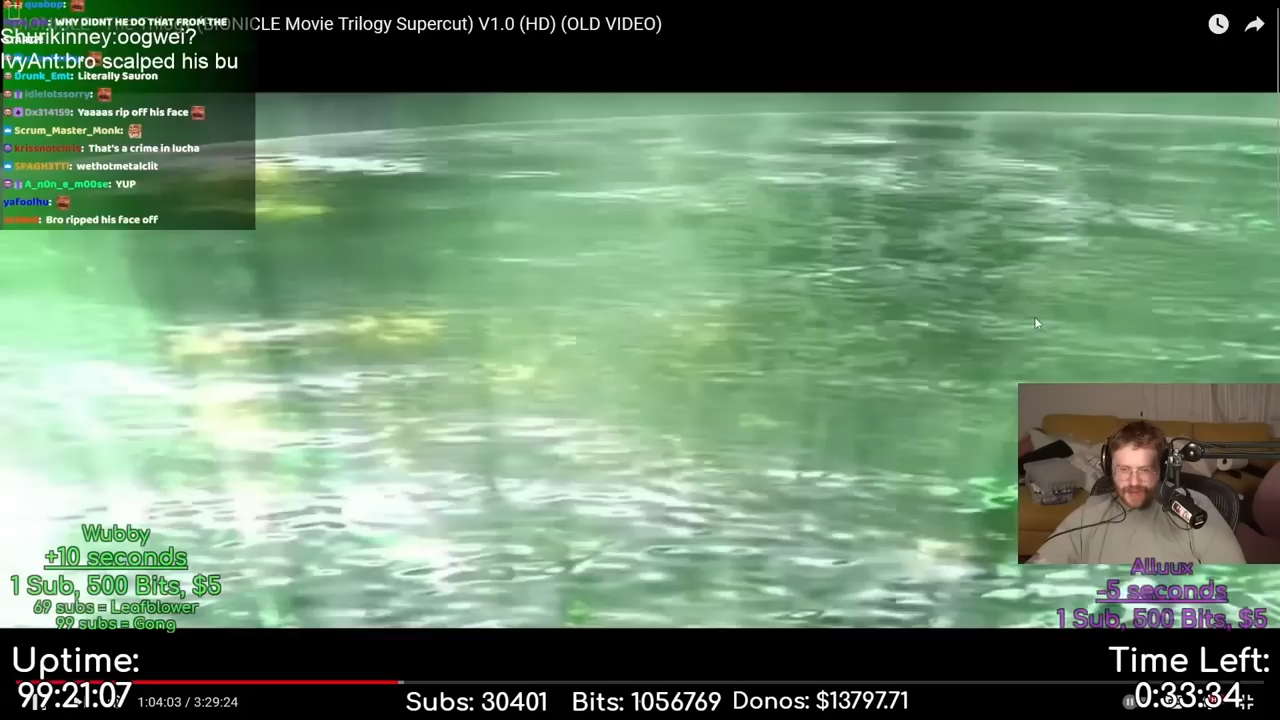 quabop:
(BIONICLE Movie Trilogy Supercut) V1.0 (HD) (OLD VIDEO)
WHY DIDNT HE DO THAT FROM THE
Shurikinney:oogwei?
IvyAnt:bro scalped his bu
Drunk_Emt: Literally Sauron
idlelotssorry:
Dx314159: Yaaaas rip off his face
Scrum_Master_Monk:
krissnotchris: That's a crime in lucha
SPAGH3TTI: wethotmetalclit
A_n0n_e_m00se: YUP
yafoolhu:
Bro ripped his face off
Wubby
+10 seconds
1 Sub, 500 Bits, $5
69 subs = Leafblower
99 subs = Gong
Alluux
-5 seconds
1 Sub, 500 Bits, $5
Uptime:
99:21:07
1:04:03 / 3:29:24
Subs: 30401
Bits: 1056769
Donos: $13797.71
Time Left:
0:33:34